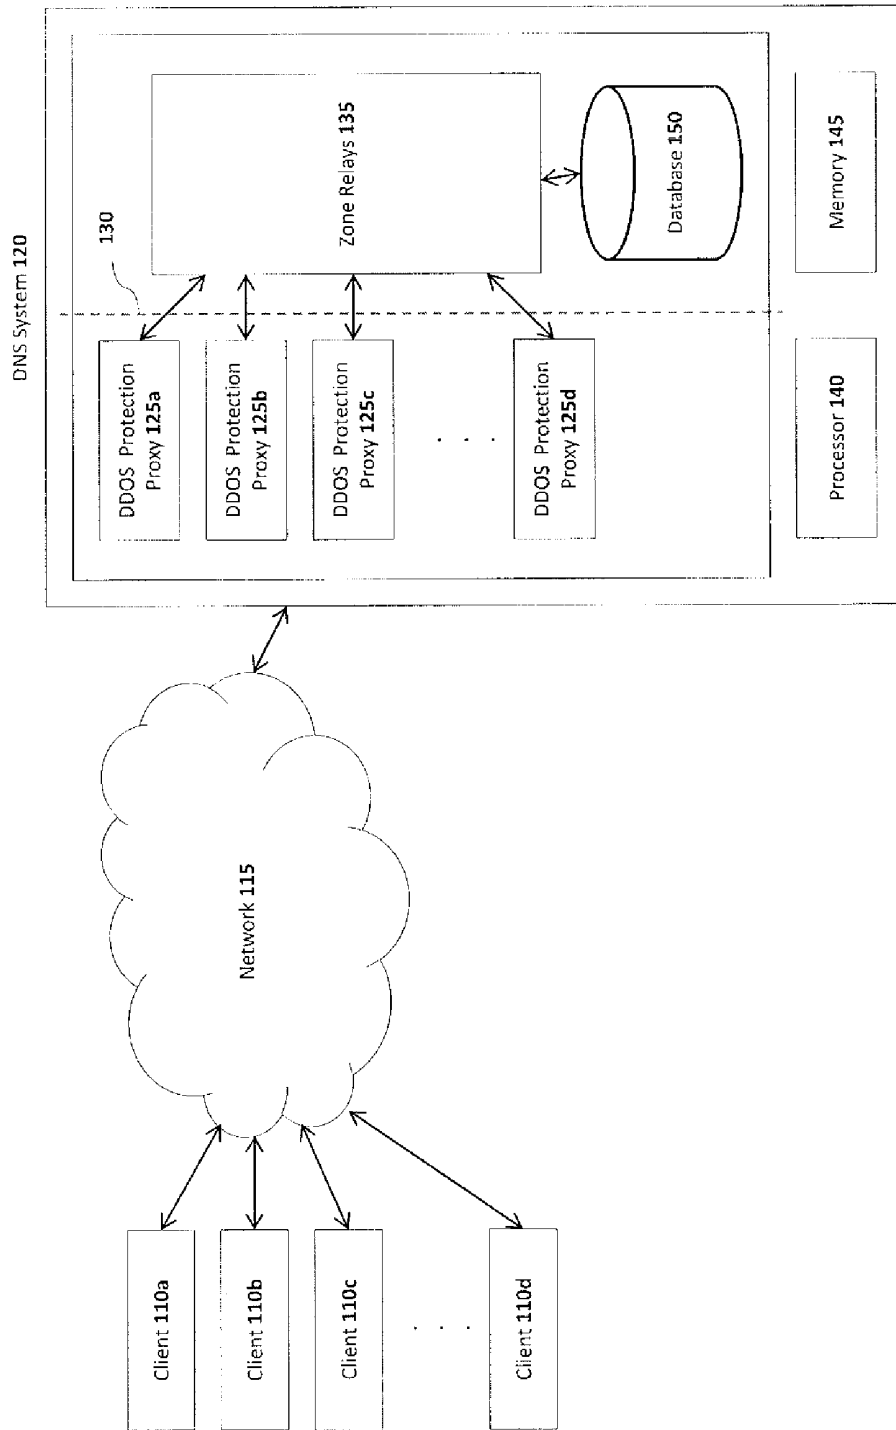 DNS System 120
130
Client 110a
Client 110b
Client 110c
. . .
Client 110d
Network 115
DDOS Protection
Proxy 125a
DDOS Protection
Proxy 125b
DDOS Protection
Proxy 125c
. . .
DDOS Protection
Proxy 125d
Zone Relays 135
Database 150
Processor 140
Memory 145